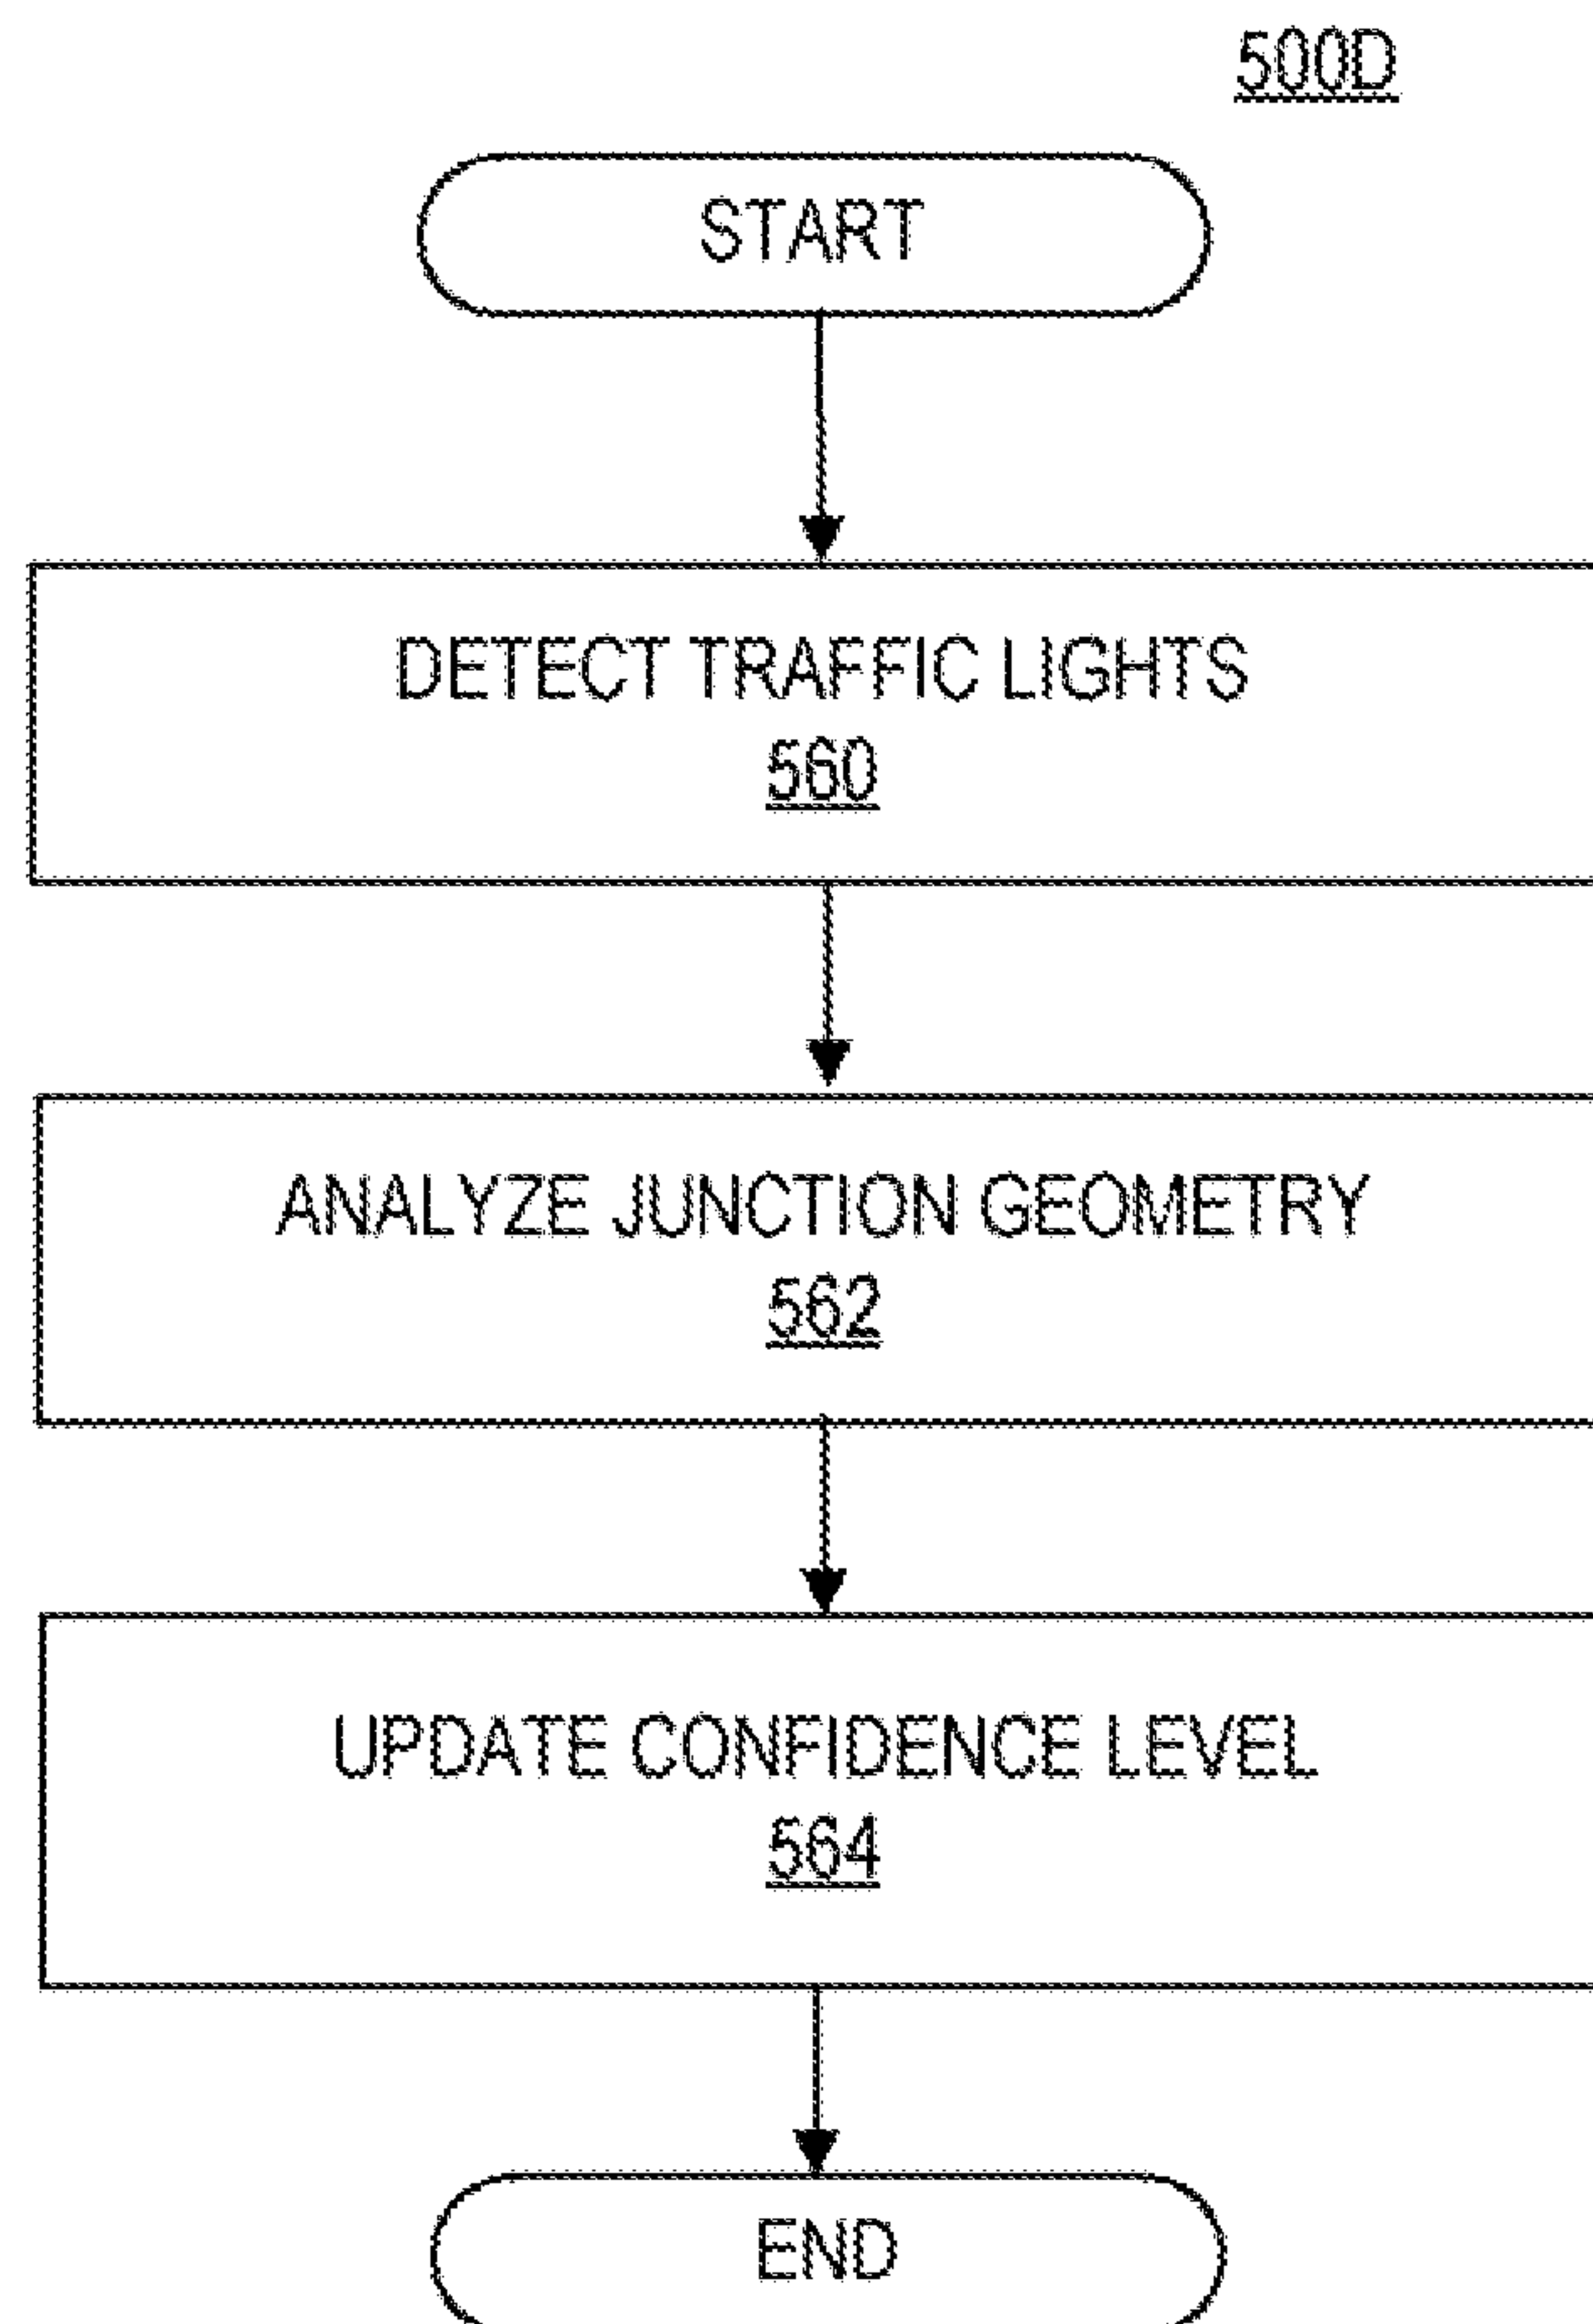 500D
START
DETECT TRAFFIC LIGHTS
560
ANALYZE JUNCTION GEOMETRY
562
UPDATE CONFIDENCE LEVEL
564
END